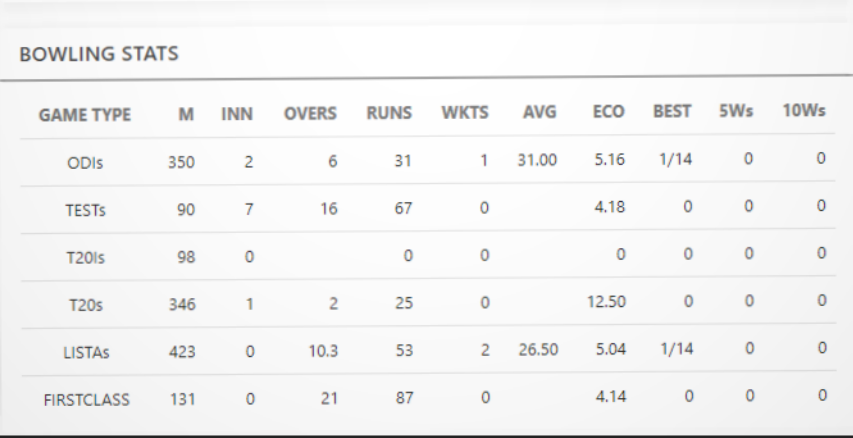 BOWLING STATS
GAME TYPE M INN OVERS RUNS WKTS AVG ECO BEST 5Ws 10Ws
ODIs 350 2 6 31 1 31.00 5.16 1/14 0 0
TESTs 90 7 16 67 0 4.18 0 0 0
T20Is 98 0 0 0 0 0 0 0
T20s 346 1 2 25 0 12.50 0 0 0
LISTAs 423 0 10.3 53 2 26.50 5.04 1/14 0 0
FIRSTCLASS 131 0 21 87 0 4.14 0 0 0